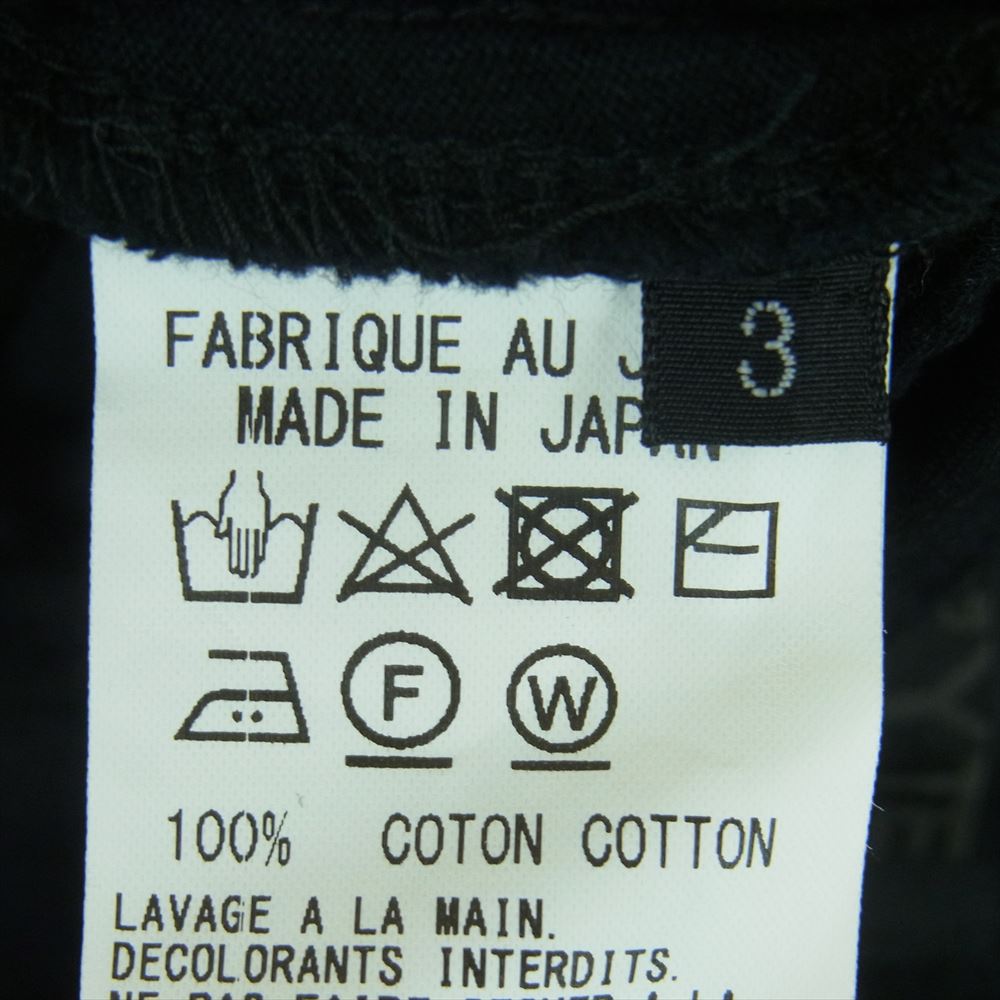 FABRIQUE AU
3
MADE IN JAPAN
F
W
100% COTON COTTON
LAVAGE A LA MAIN.
DECOLORANTS INTERDITS.